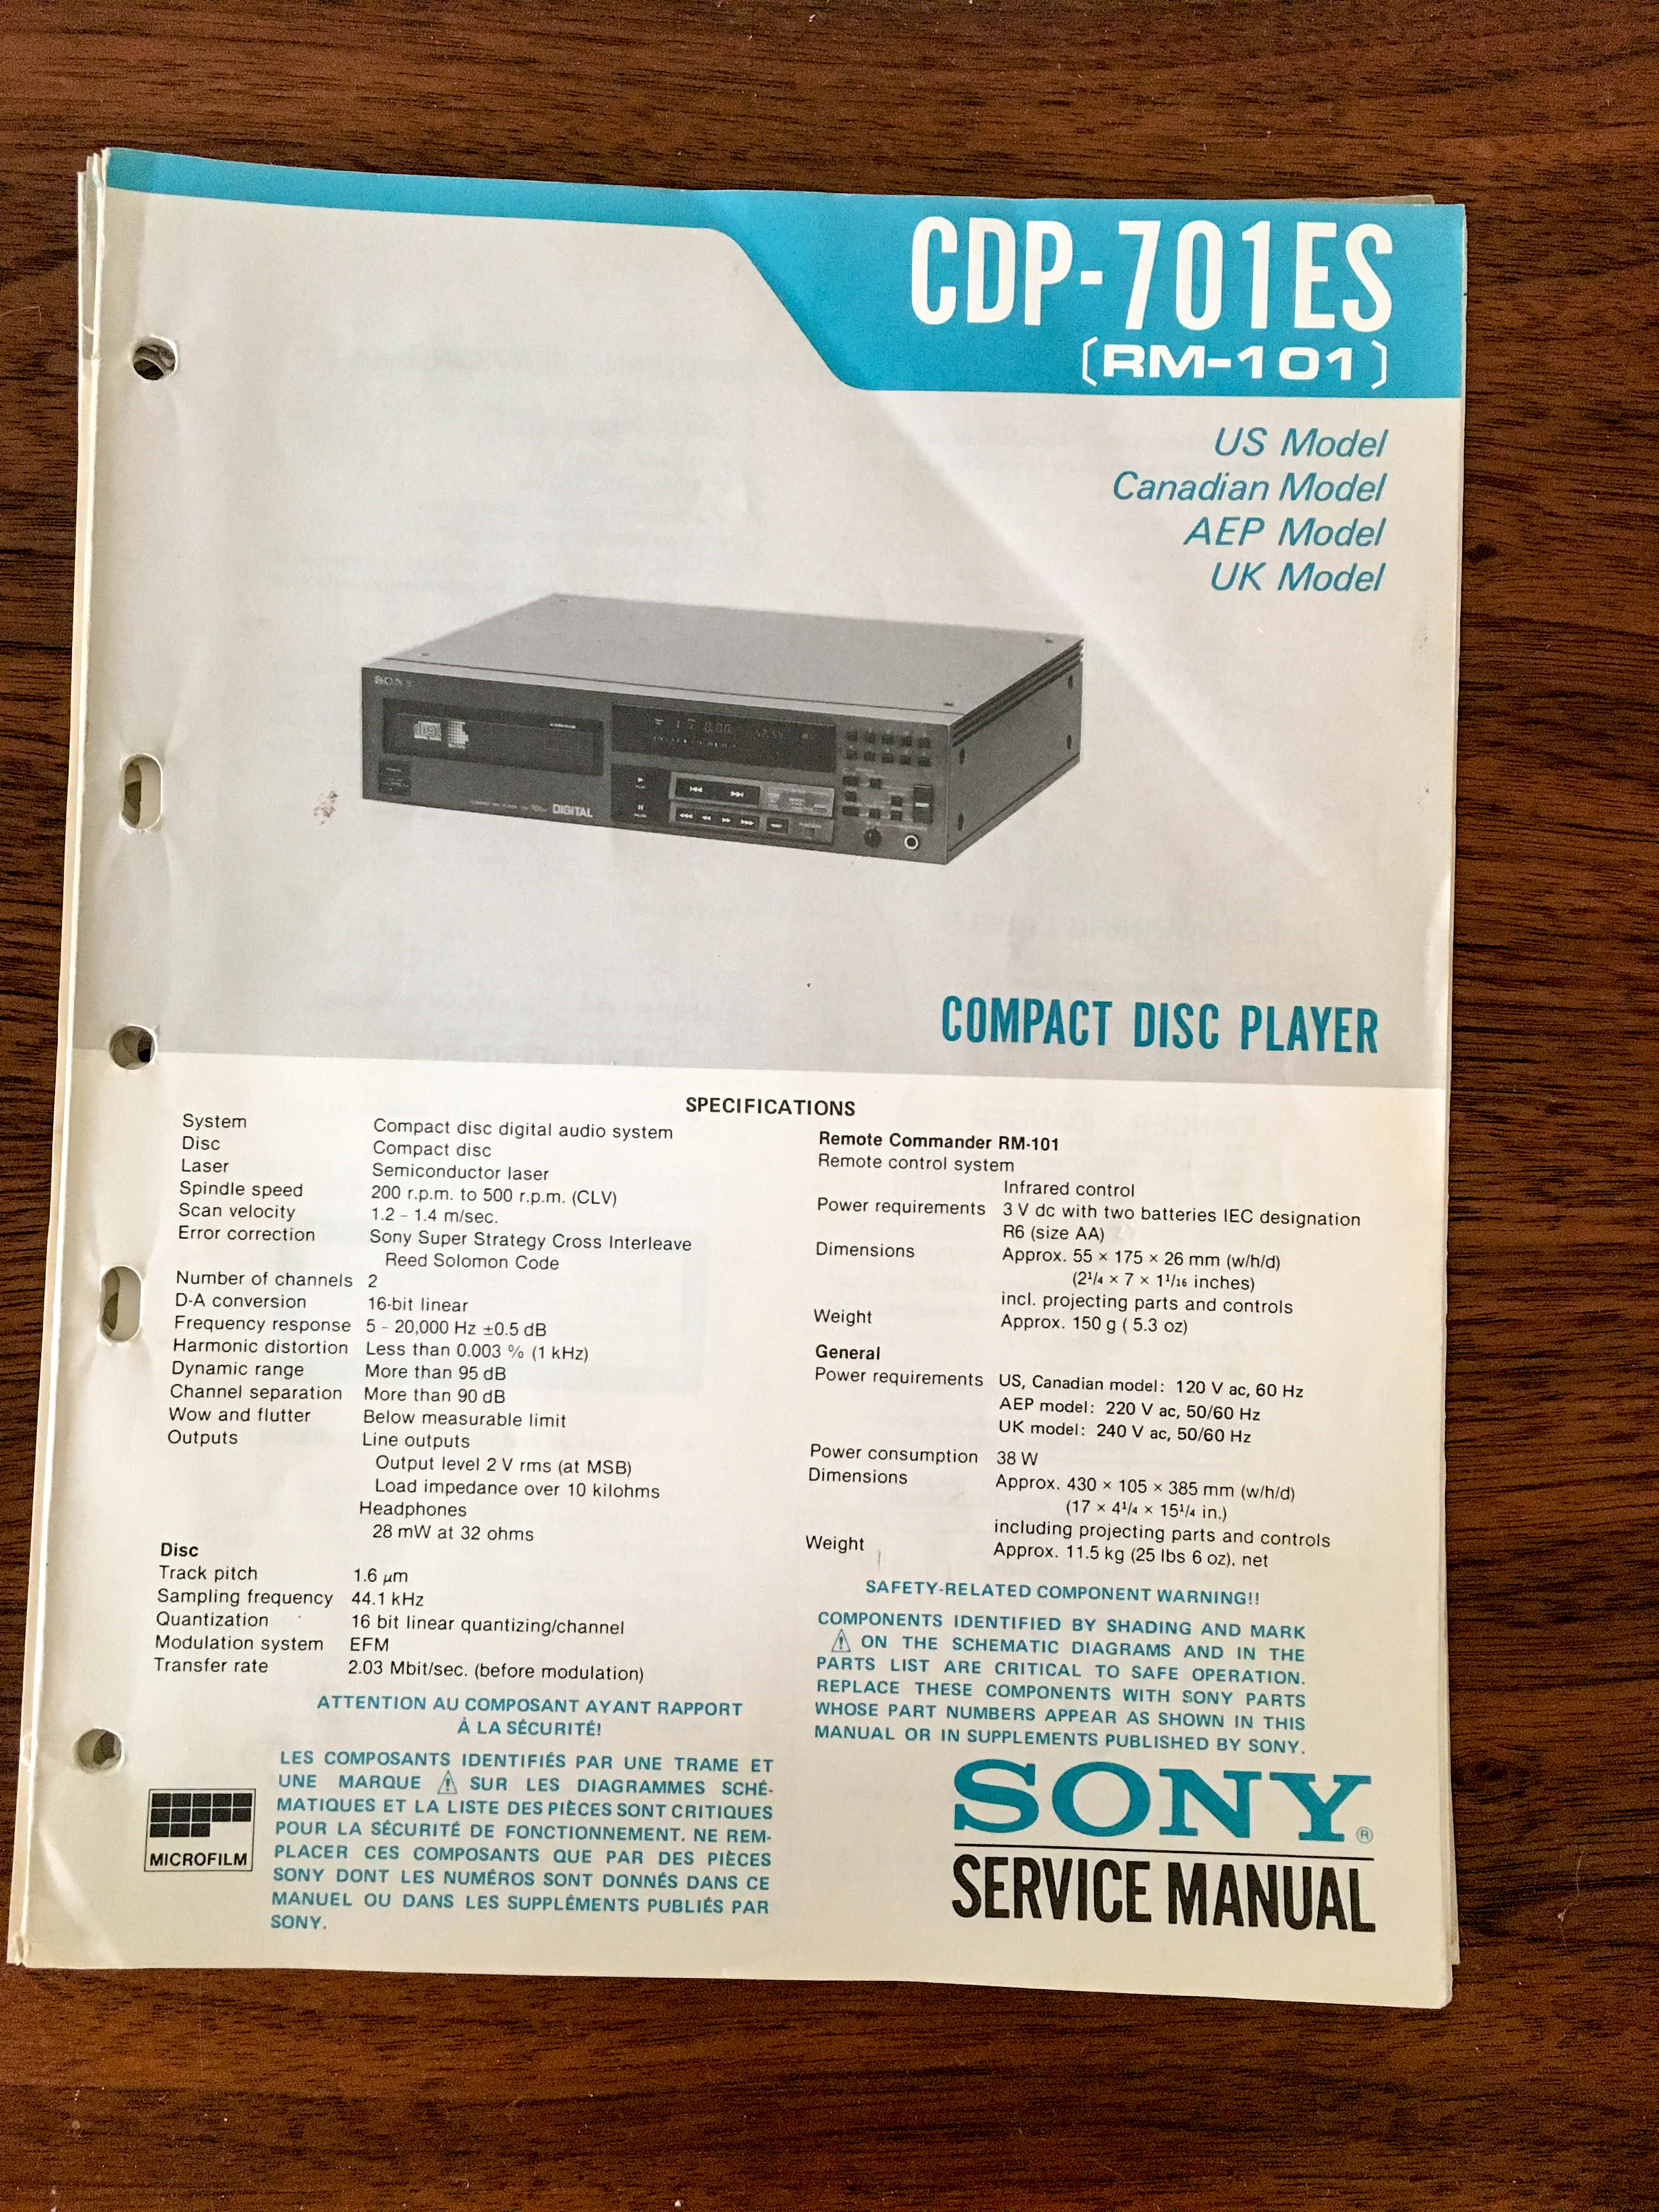 CDP-701ES
(RM-101)
US Model
Canadian Model
AEP Model
UK Model
SONY
DIGITAL
COMPACT DISC PLAYER
SPECIFICATIONS
System Compact disc digital audio system
Disc Compact disc
Laser Semiconductor laser
Spindle speed 200 r.p.m. to 500 r.p.m. (CLV)
Scan velocity 1.2 – 1.4 m/sec.
Error correction Sony Super Strategy Cross Interleave
Reed Solomon Code
Number of channels 2
D-A conversion 16-bit linear
Frequency response 5 – 20,000 Hz ±0.5 dB
Harmonic distortion Less than 0.003 % (1 kHz)
Dynamic range More than 95 dB
Channel separation More than 90 dB
Wow and flutter Below measurable limit
Outputs Line outputs
Output level 2 V rms (at MSB)
Load impedance over 10 kilohms
Headphones
28 mW at 32 ohms
Disc
Track pitch 1.6 μm
Sampling frequency 44.1 kHz
Quantization 16 bit linear quantizing/channel
Modulation system EFM
Transfer rate 2.03 Mbit/sec. (before modulation)
ATTENTION AU COMPOSANT AYANT RAPPORT
À LA SÉCURITÉ!
LES COMPOSANTS IDENTIFIÉS PAR UNE TRAME ET
UNE MARQUE ⚠ SUR LES DIAGRAMMES SCHÉ-
MATIQUES ET LA LISTE DES PIÈCES SONT CRITIQUES
POUR LA SÉCURITÉ DE FONCTIONNEMENT. NE REM-
PLACER CES COMPOSANTS QUE PAR DES PIÈCES
SONY DONT LES NUMÉROS SONT DONNÉS DANS CE
MANUEL OU DANS LES SUPPLÉMENTS PUBLIÉS PAR
SONY.
MICROFILM
Remote Commander RM-101
Remote control system
Infrared control
Power requirements 3 V dc with two batteries IEC designation
R6 (size AA)
Dimensions Approx. 55 × 175 × 26 mm (w/h/d)
(2¹/₄ × 7 × 1¹/₁₆ inches)
incl. projecting parts and controls
Weight Approx. 150 g ( 5.3 oz)
General
Power requirements US, Canadian model: 120 V ac, 60 Hz
AEP model: 220 V ac, 50/60 Hz
UK model: 240 V ac, 50/60 Hz
Power consumption 38 W
Dimensions Approx. 430 × 105 × 385 mm (w/h/d)
(17 × 4¹/₄ × 15¹/₄ in.)
including projecting parts and controls
Weight Approx. 11.5 kg (25 lbs 6 oz), net
SAFETY-RELATED COMPONENT WARNING!!
COMPONENTS IDENTIFIED BY SHADING AND MARK
⚠ ON THE SCHEMATIC DIAGRAMS AND IN THE
PARTS LIST ARE CRITICAL TO SAFE OPERATION.
REPLACE THESE COMPONENTS WITH SONY PARTS
WHOSE PART NUMBERS APPEAR AS SHOWN IN THIS
MANUAL OR IN SUPPLEMENTS PUBLISHED BY SONY.
SONY®
SERVICE MANUAL